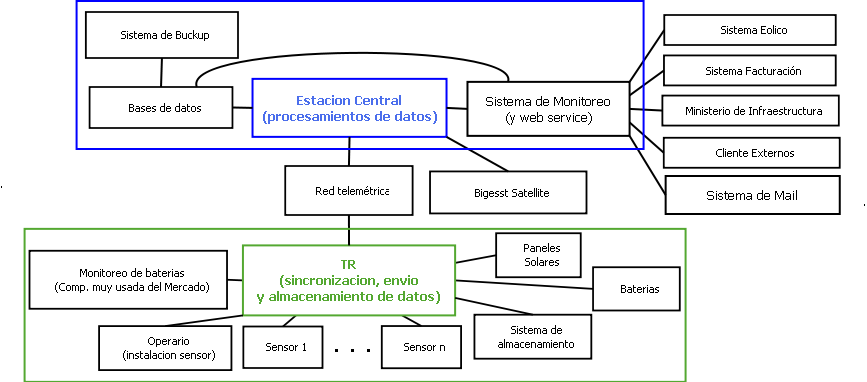 Sistema Eolico
Sistema de Buckup
Sistema Facturación
Bases de datos
Estacion Central
(procesamientos de datos)
Sistema de Monitoreo
(y web service)
Ministerio de Infraestructura
Cliente Externos
Red telemétrica
Bigesst Satellite
Sistema de Mail
Monitoreo de baterias
(Comp. muy usada del Mercado)
TR
(sincronizacion, envio
y almacenamiento de datos)
Paneles
Solares
Baterias
Operario
(instalacion sensor)
Sensor 1
. . .
Sensor n
Sistema de
almacenamiento